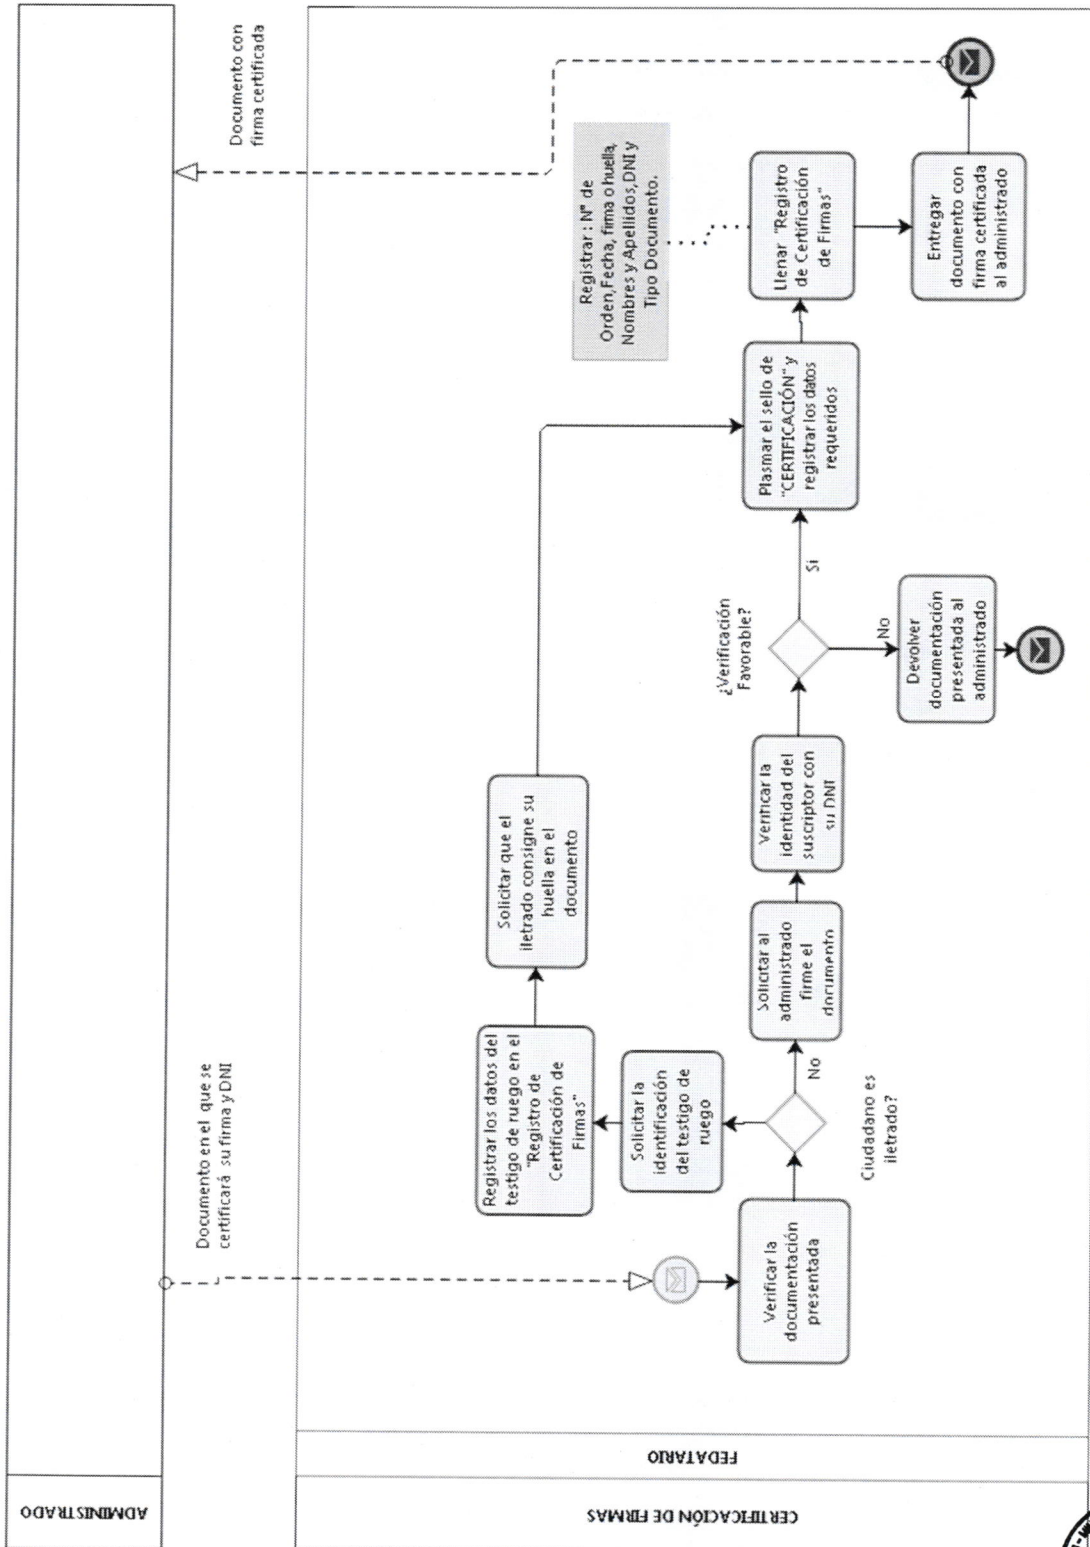 ADMINISTRADO
CERTIFICACIÓN DE FIRMAS
FEDATARIO
Documento en el que se
certificará su firma y DNI
Verificar la
documentación
presentada
Ciudadano es
iletrado?
Solicitar la
identificación
del testigo de
ruego
Registrar los datos del
testigo de ruego en el
"Registro de
Certificación de
Firmas"
Solicitar que el
iletrado consigne su
huella en el
documento
No
Solicitar al
administrado
firme el
documento
Verificar la
identidad del
suscriptor con
su DNI
¿Verificación
Favorable?
No
Devolver
documentación
presentada al
administrado
Si
Plasmar el sello de
"CERTIFICACIÓN" y
registrar los datos
requeridos
Registrar : N° de
Orden,Fecha, firma o huella,
Nombres y Apellidos,DNI y
Tipo Documento.
Llenar "Registro
de Certificación
de Firmas"
Entregar
documento con
firma certificada
al administrado
Documento con
firma certificada